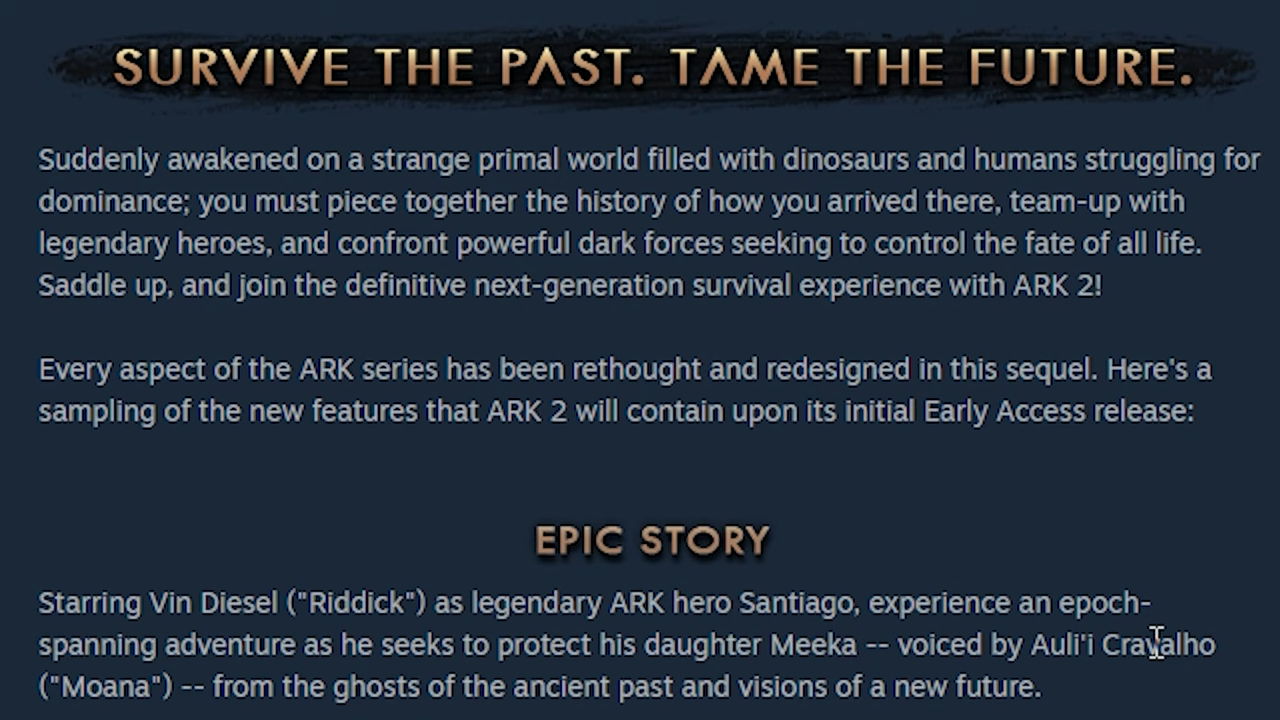 SURVIVE THE PAST. TAME THE FUTURE.
Suddenly awakened on a strange primal world filled with dinosaurs and humans struggling for
dominance; you must piece together the history of how you arrived there, team-up with
legendary heroes, and confront powerful dark forces seeking to control the fate of all life.
Saddle up, and join the definitive next-generation survival experience with ARK 2!
Every aspect of the ARK series has been rethought and redesigned in this sequel. Here's a
sampling of the new features that ARK 2 will contain upon its initial Early Access release:
EPIC STORY
Starring Vin Diesel ("Riddick") as legendary ARK hero Santiago, experience an epoch-
spanning adventure as he seeks to protect his daughter Meeka -- voiced by Auli'i Cravalho
("Moana") -- from the ghosts of the ancient past and visions of a new future.